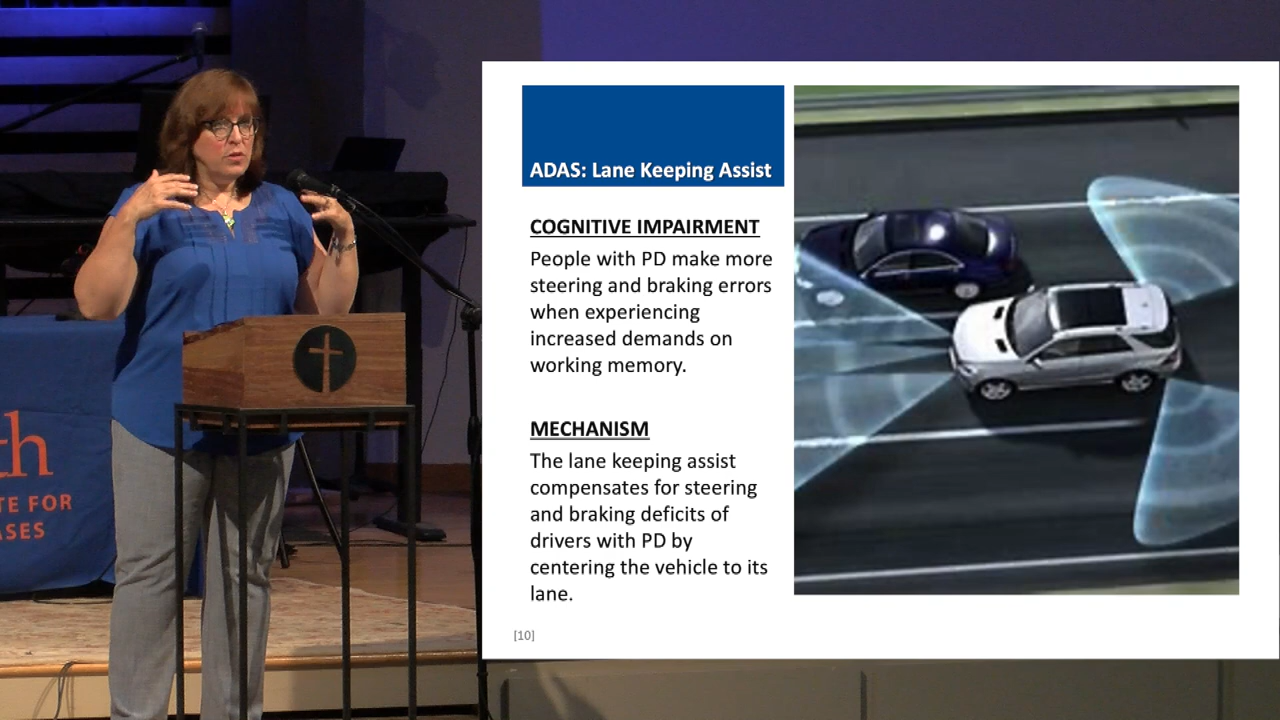 th
TE FOR
ASES
ADAS: Lane Keeping Assist
COGNITIVE IMPAIRMENT
People with PD make more
steering and braking errors
when experiencing
increased demands on
working memory.
MECHANISM
The lane keeping assist
compensates for steering
and braking deficits of
drivers with PD by
centering the vehicle to its
lane.
[10]